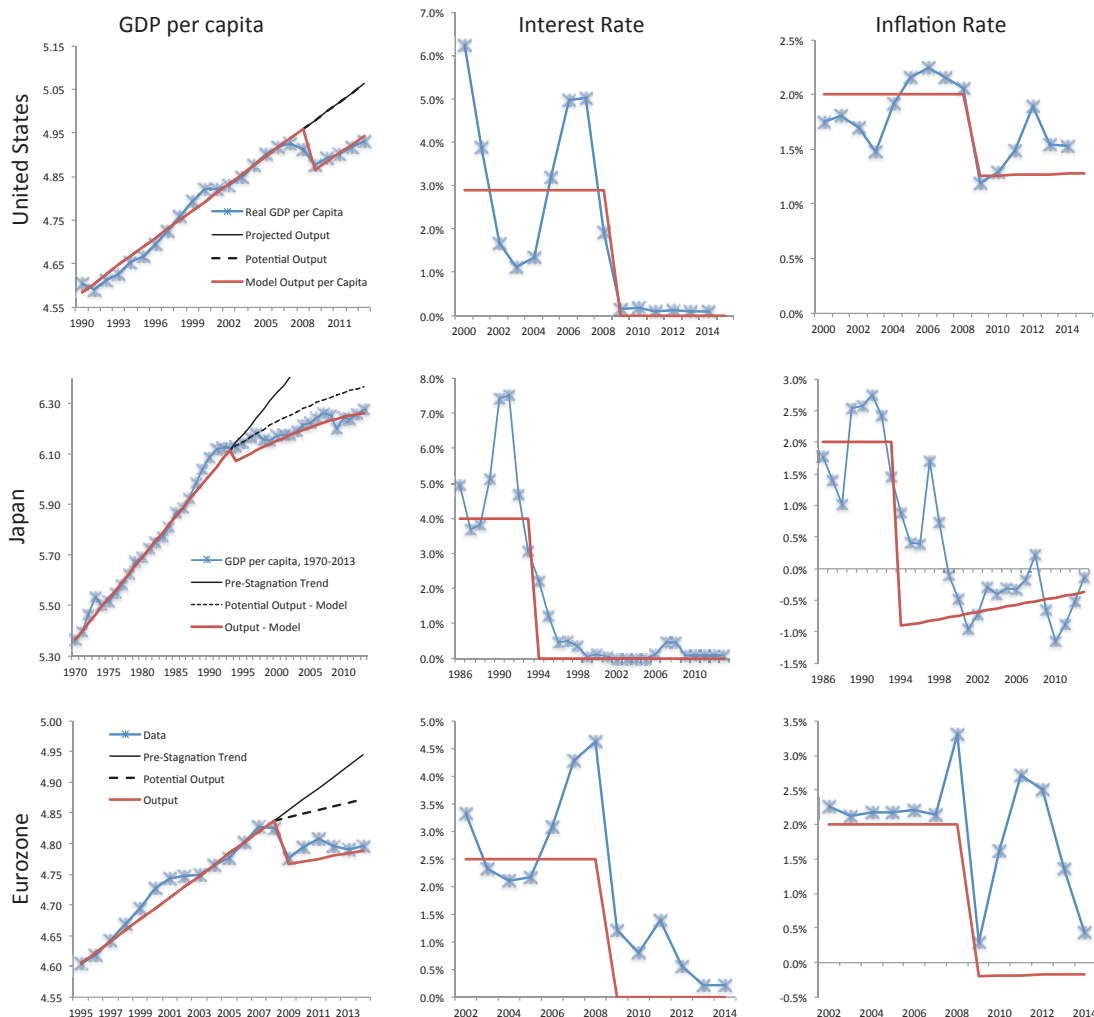 GDP per capita
Interest Rate
Inflation Rate
United States
5.15
5.05
4.95
4.85
4.75
4.65
4.55
Real GDP per Capita
Projected Output
Potential Output
Model Output per Capita
1990 1993 1996 1999 2002 2005 2008 2011
7.0%
6.0%
5.0%
4.0%
3.0%
2.0%
1.0%
0.0%
2000 2002 2004 2006 2008 2010 2012 2014
2.5%
2.0%
1.5%
1.0%
0.5%
0.0%
2000 2002 2004 2006 2008 2010 2012 2014
Japan
6.30
6.10
5.90
5.70
5.50
5.30
GDP per capita, 1970-2013
Pre-Stagnation Trend
Potential Output - Model
Output - Model
1970 1975 1980 1985 1990 1995 2000 2005 2010
8.0%
7.0%
6.0%
5.0%
4.0%
3.0%
2.0%
1.0%
0.0%
1986 1990 1994 1998 2002 2006 2010
3.0%
2.5%
2.0%
1.5%
1.0%
0.5%
0.0%
-0.5%
-1.0%
-1.5%
1986 1990 1994 1998 2002 2006 2010
Eurozone
5.00
4.95
4.90
4.85
4.80
4.75
4.70
4.65
4.60
4.55
Data
Pre-Stagnation Trend
Potential Output
Output
1995 1997 1999 2001 2003 2005 2007 2009 2011 2013
5.0%
4.5%
4.0%
3.5%
3.0%
2.5%
2.0%
1.5%
1.0%
0.5%
0.0%
2002 2004 2006 2008 2010 2012 2014
3.5%
3.0%
2.5%
2.0%
1.5%
1.0%
0.5%
0.0%
-0.5%
2002 2004 2006 2008 2010 2012 2014